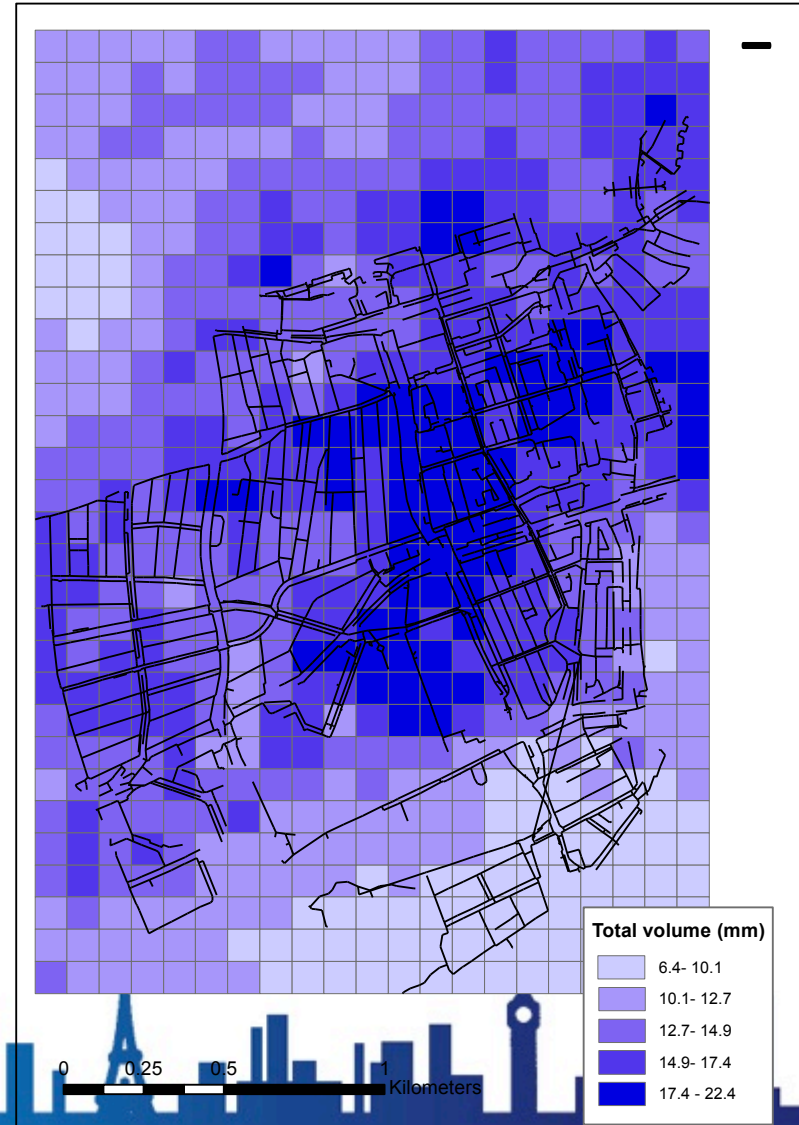 Total volume (mm)
6.4- 10.1
10.1- 12.7
12.7- 14.9
14.9- 17.4
17.4 - 22.4
0 0.25 0.5 1
Kilometers